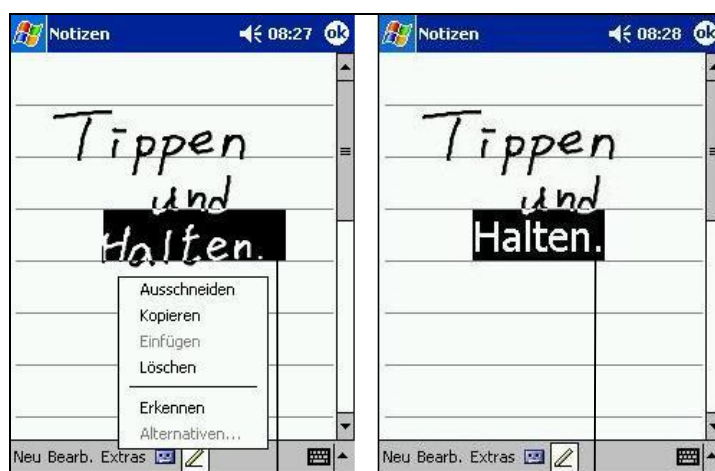 Notizen 08:27 ok
Tippen
und
Halten.
Ausschneiden
Kopieren
Einfügen
Löschen
Erkennen
Alternativen...
Neu Bearb. Extras
Notizen 08:28 ok
Tippen
und
Halten.
Neu Bearb. Extras